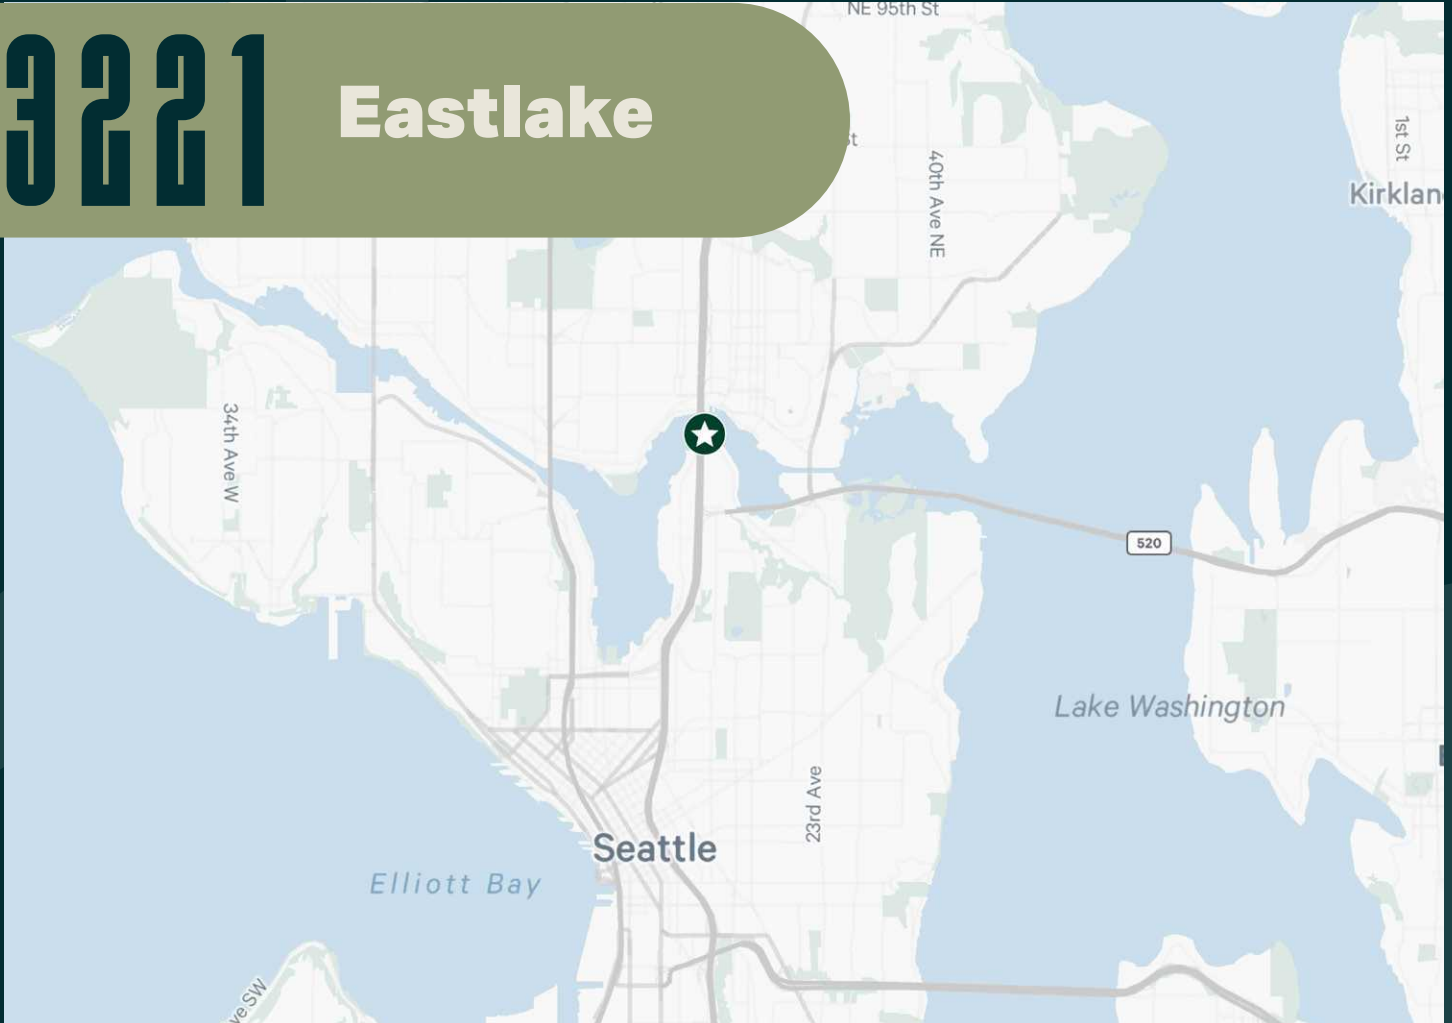 3221
Eastlake
NE 95th St
40th Ave NE
1st St
34th Ave W
520
Lake Washington
23rd Ave
Seattle
Elliott Bay